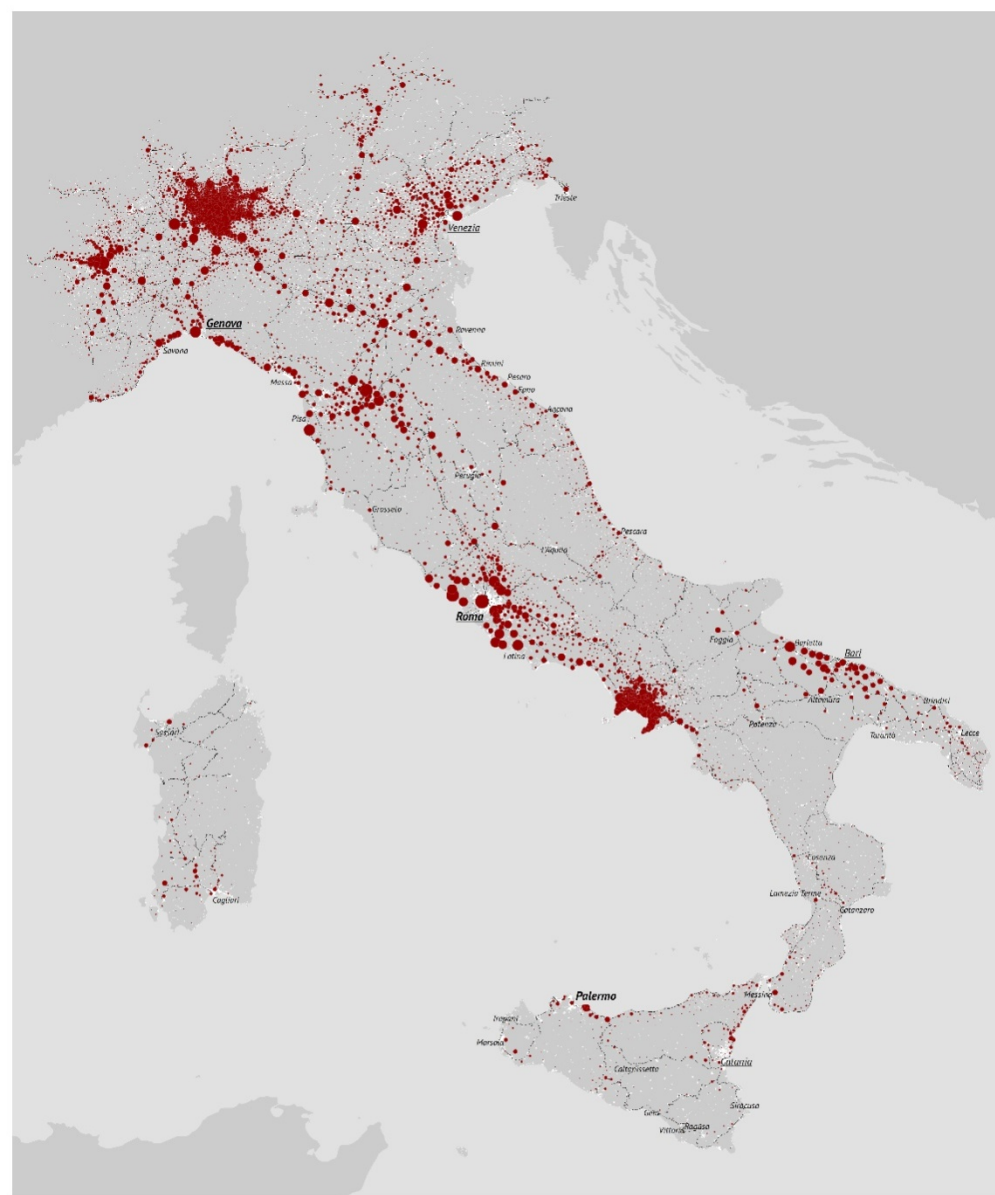 Trieste
Venezia
Genova
Savona
Ravenna
Rimini
Massa
Pesaro
Fano
Ancona
Pisa
Perugia
Grosseto
Pescara
L'Aquila
Roma
Latina
Foggia
Barletta
Bari
Altamura
Brindisi
Potenza
Taranto
Lecce
Sassari
Cosenza
Cagliari
Lamezia Terme
Catanzaro
Palermo
Messina
Trapani
Marsala
Catania
Caltanissetta
Siracusa
Gela
Ragusa
Vittoria